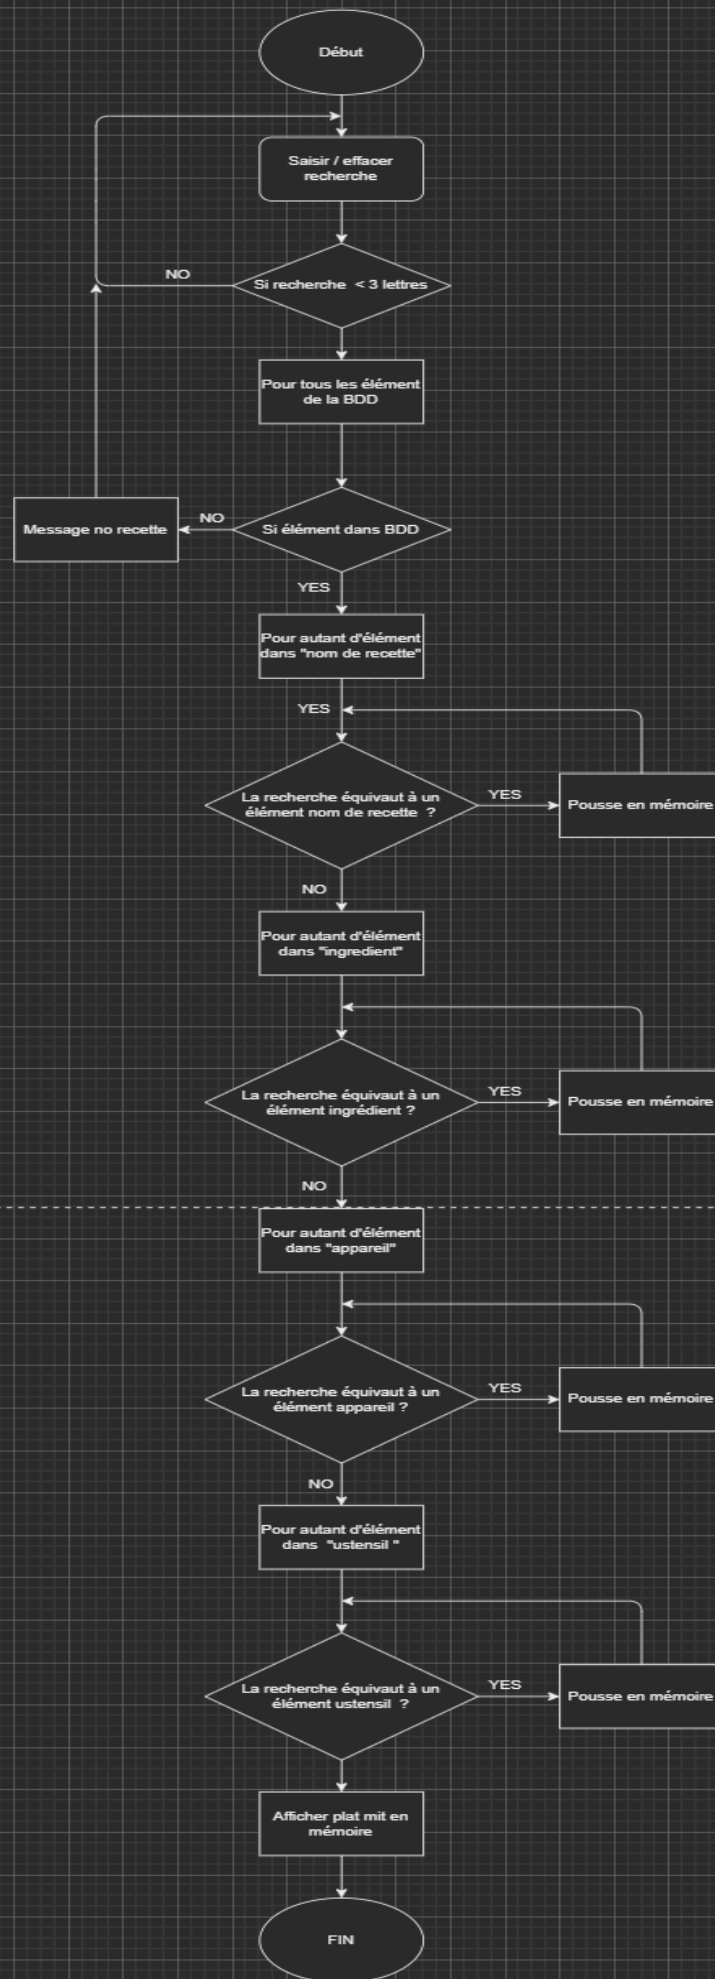 Début
Saisir / effacer
recherche
Si recherche < 3 lettres
NO
Pour tous les élément
de la BDD
Si élément dans BDD
NO
Message no recette
YES
Pour autant d'élément
dans "nom de recette"
YES
La recherche équivaut à un
élément nom de recette ?
YES
Pousse en mémoire
NO
Pour autant d'élément
dans "ingredient"
La recherche équivaut à un
élément ingrédient ?
YES
Pousse en mémoire
NO
Pour autant d'élément
dans "appareil"
La recherche équivaut à un
élément appareil ?
YES
Pousse en mémoire
NO
Pour autant d'élément
dans "ustensil "
La recherche équivaut à un
élément ustensil ?
YES
Pousse en mémoire
Afficher plat mit en
mémoire
FIN